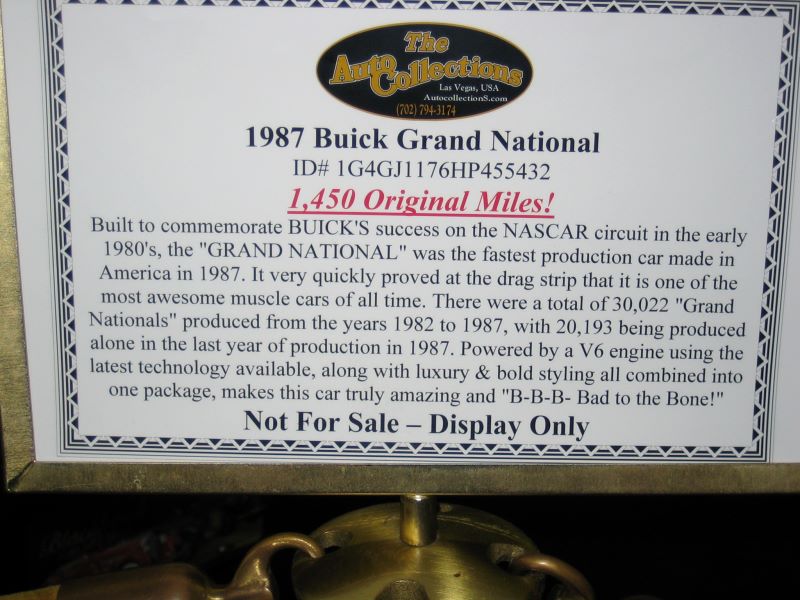 The
Auto Collections
Las Vegas, USA
AutocollectionS.com
(702) 794-3174
1987 Buick Grand National
ID# 1G4GJ1176HP455432
1,450 Original Miles!
Built to commemorate BUICK'S success on the NASCAR circuit in the early
1980's, the "GRAND NATIONAL" was the fastest production car made in
America in 1987. It very quickly proved at the drag strip that it is one of the
most awesome muscle cars of all time. There were a total of 30,022 "Grand
Nationals" produced from the years 1982 to 1987, with 20,193 being produced
alone in the last year of production in 1987. Powered by a V6 engine using the
latest technology available, along with luxury & bold styling all combined into
one package, makes this car truly amazing and "B-B-B- Bad to the Bone!"
Not For Sale – Display Only